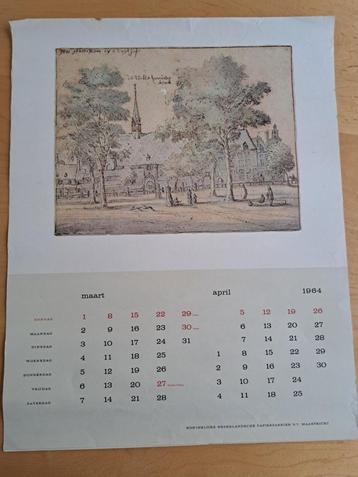 maart april 1964
ZONDAG 1 8 15 22 29 5 12 19 26
MAANDAG 2 9 16 23 30 6 13 20 27
DINSDAG 3 10 17 24 31 7 14 21 28
WOENSDAG 4 11 18 25 1 8 15 22 29
DONDERDAG 5 12 19 26 2 9 16 23 30
VRIJDAG 6 13 20 27 3 10 17 24
ZATERDAG 7 14 21 28 4 11 18 25
KONINKLIJKE NEDERLANDSCHE PAPIERFABRIEK N.V. MAASTRICHT